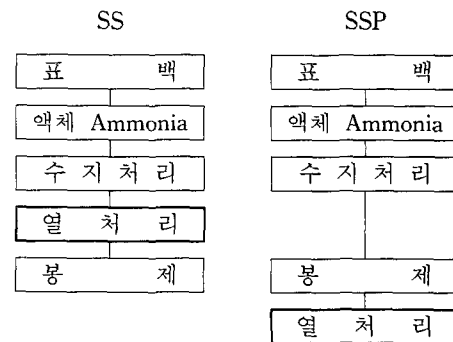 SS
표 백
액체 Ammonia
수 지 처 리
열 처 리
봉 제
SSP
표 백
액체 Ammonia
수 지 처 리
봉 제
열 처 리